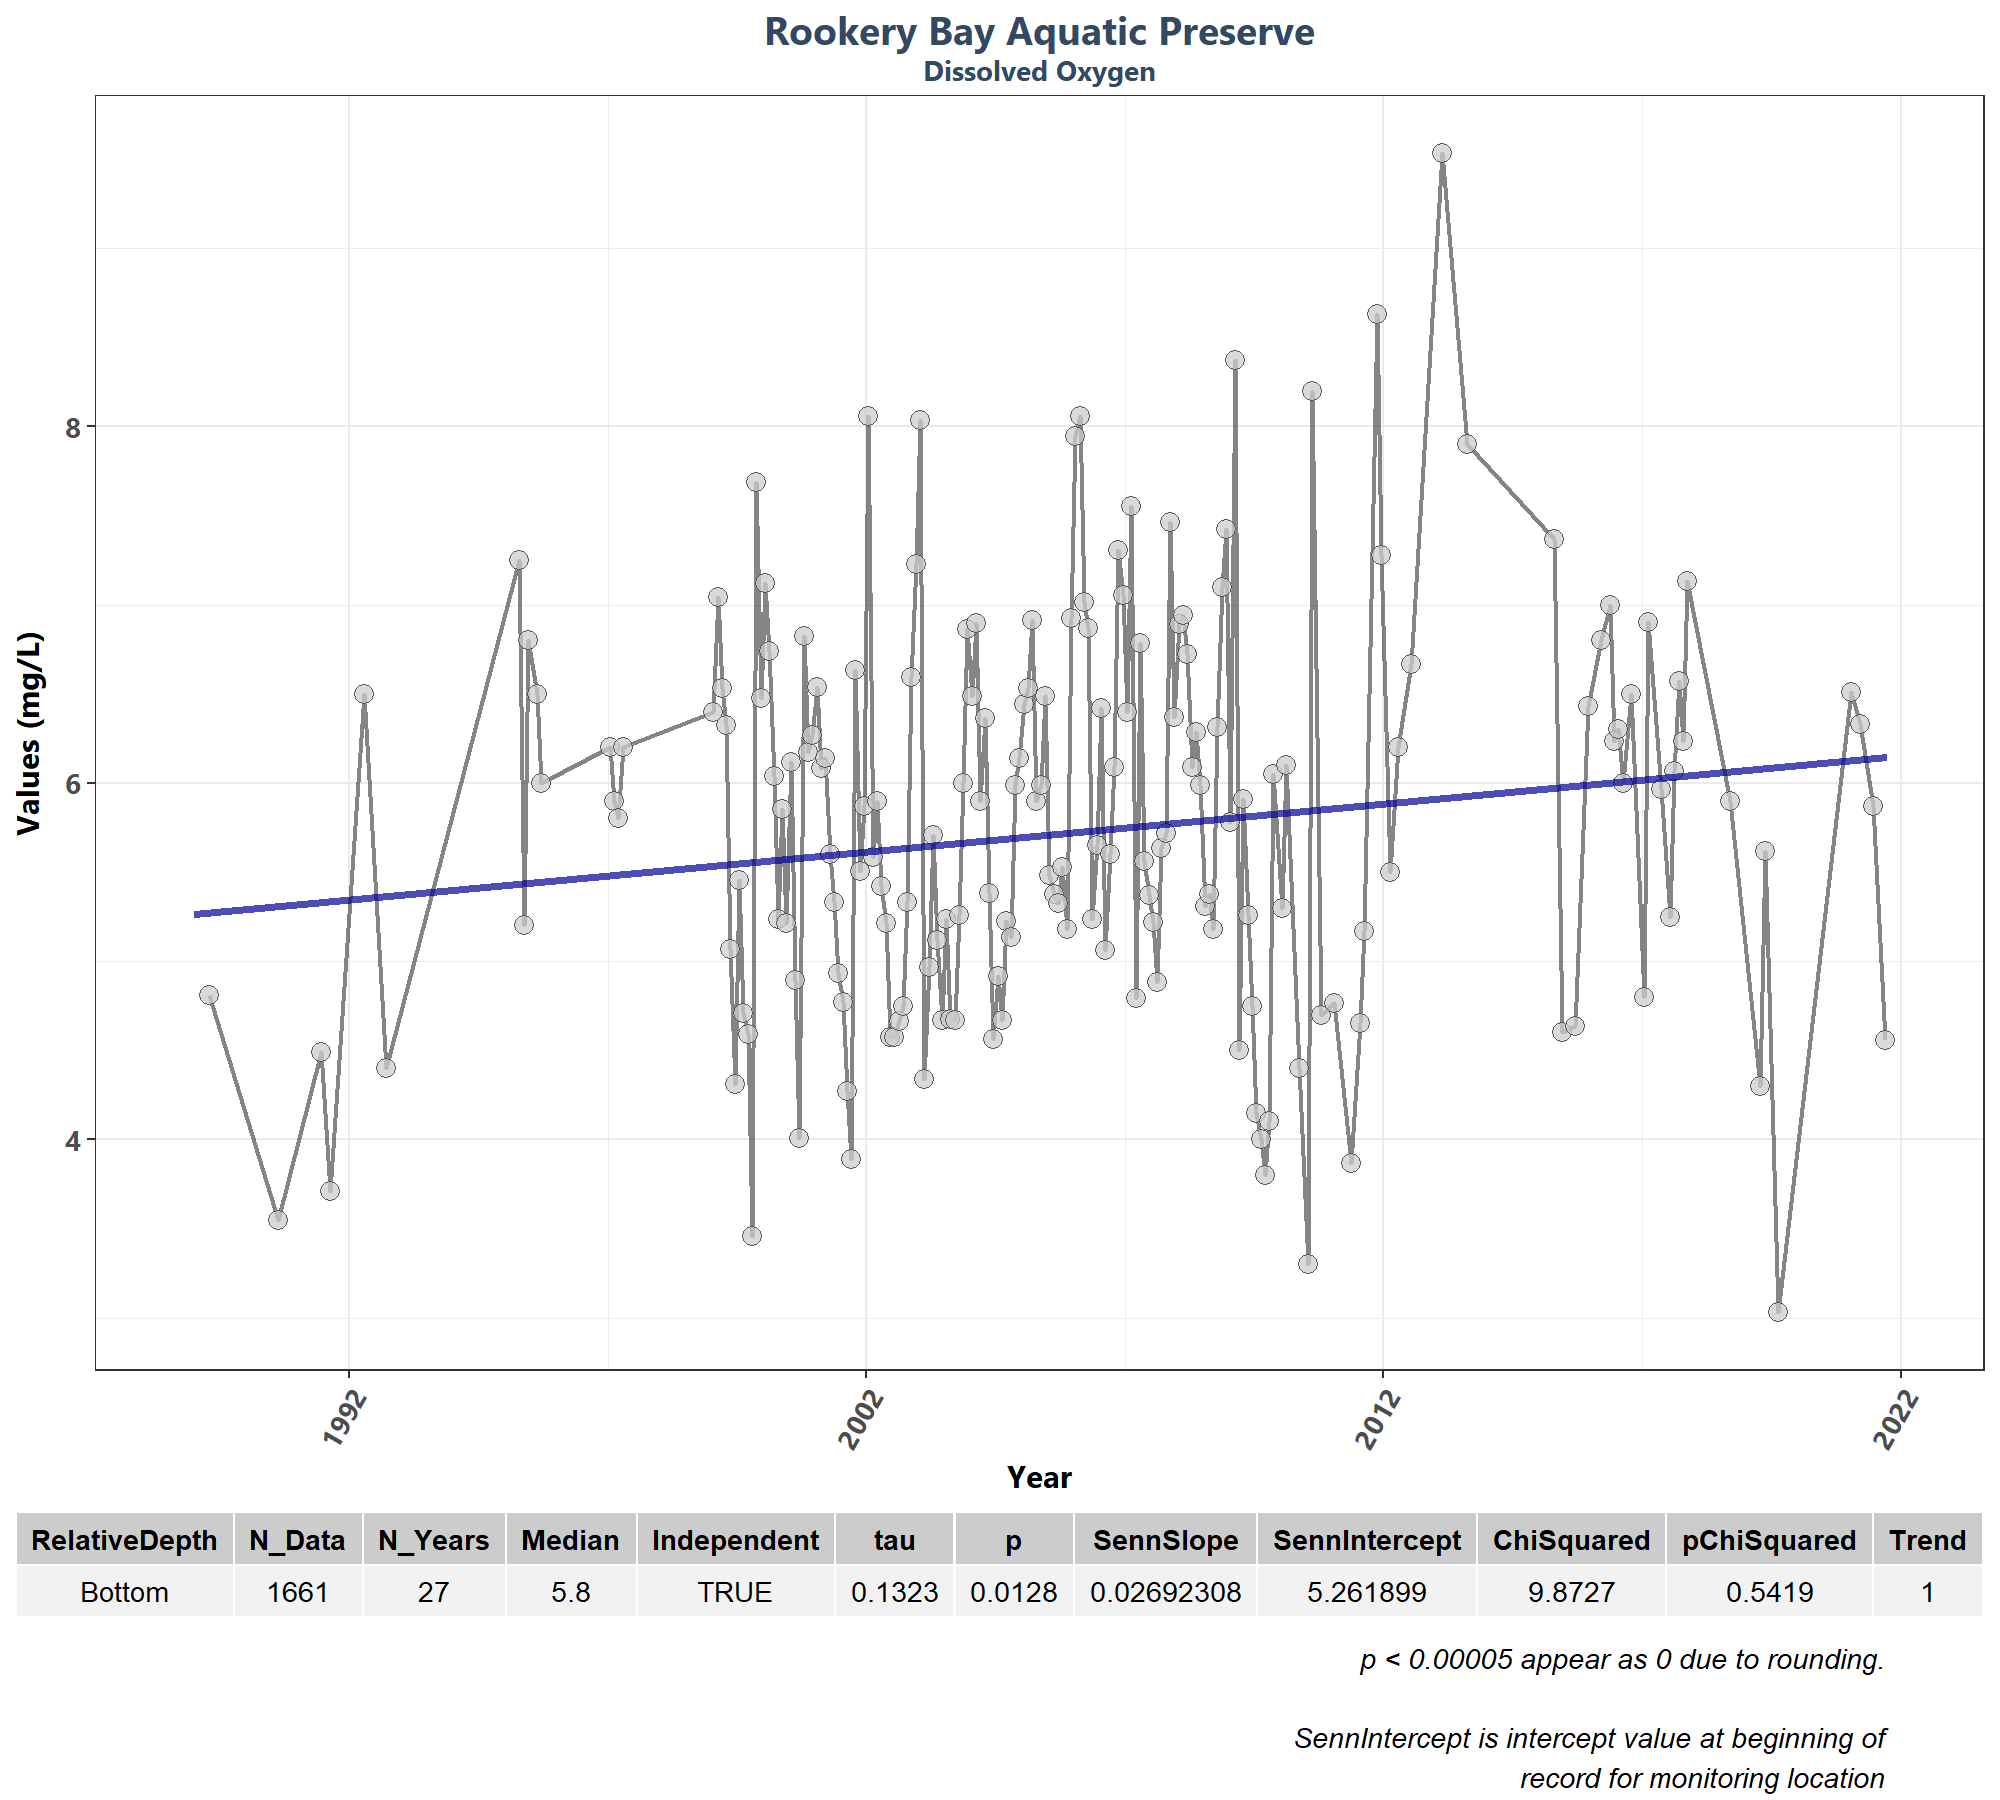 Rookery Bay Aquatic Preserve
Dissolved Oxygen
Values (mg/L)
8
6
4
1992
2002
2012
2022
Year
RelativeDepth N_Data N_Years Median Independent tau p SennSlope SennIntercept ChiSquared pChiSquared Trend
Bottom 1661 27 5.8 TRUE 0.1323 0.0128 0.02692308 5.261899 9.8727 0.5419 1
p < 0.00005 appear as 0 due to rounding.
SennIntercept is intercept value at beginning of
record for monitoring location